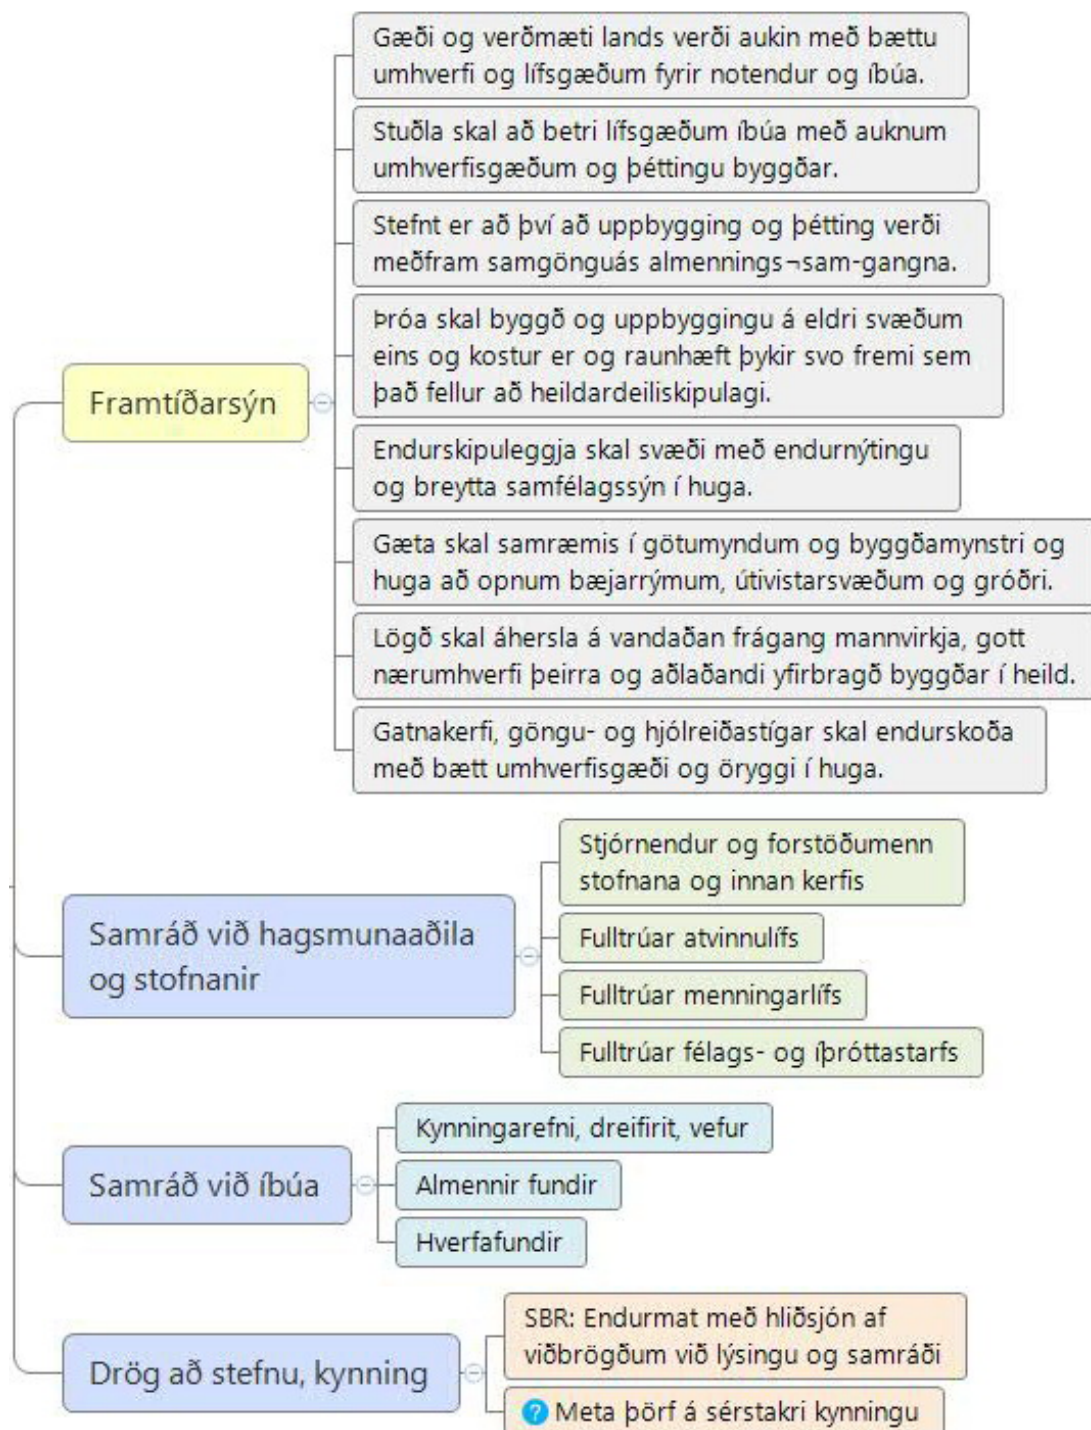 Gæði og verðmæti lands verði aukin með bættu
umhverfi og lífsgæðum fyrir notendur og íbúa.
Stuðla skal að betri lífsgæðum íbúa með auknum
umhverfisgæðum og þéttingu byggðar.
Stefnt er að því að uppbygging og þétting verði
meðfram samgönguás almennings¬sam-gangna.
Þróa skal byggð og uppbyggingu á eldri svæðum
eins og kostur er og raunhæft þykir svo fremi sem
það fellur að heildardeiliskipulagi.
Framtíðarsýn
Endurskipuleggja skal svæði með endurnýtingu
og breytta samfélagssýn í huga.
Gæta skal samræmis í götumyndum og byggðamynstri og
huga að opnum bæjarrýmum, útivistarsvæðum og gróðri.
Lögð skal áhersla á vandaðan frágang mannvirkja, gott
nærumhverfi þeirra og aðlaðandi yfirbragð byggðar í heild.
Gatnakerfi, göngu- og hjólreiðastígar skal endurskoða
með bætt umhverfisgæði og öryggi í huga.
Samráð við hagsmunaaðila
og stofnanir
Stjórnendur og forstöðumenn
stofnana og innan kerfis
Fulltrúar atvinnulífs
Fulltrúar menningarlífs
Fulltrúar félags- og íþróttastarfs
Samráð við íbúa
Kynningarefni, dreifirit, vefur
Almennir fundir
Hverfafundir
Drög að stefnu, kynning
SBR: Endurmat með hliðsjón af
viðbrögðum við lýsingu og samráði
? Meta þörf á sérstakri kynningu